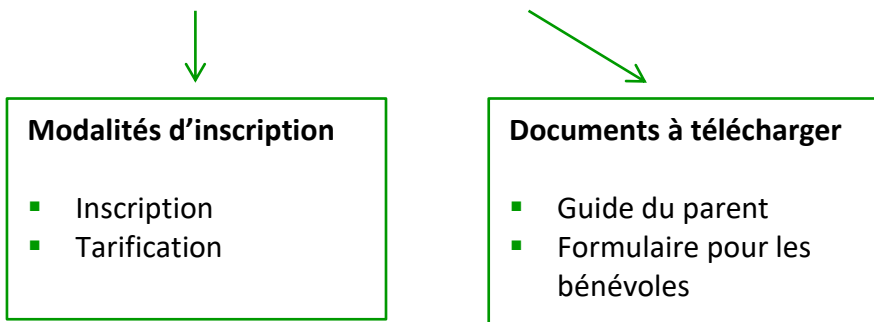 Modalités d’inscription
▪ Inscription
▪ Tarification
Documents à télécharger
▪ Guide du parent
▪ Formulaire pour les
bénévoles